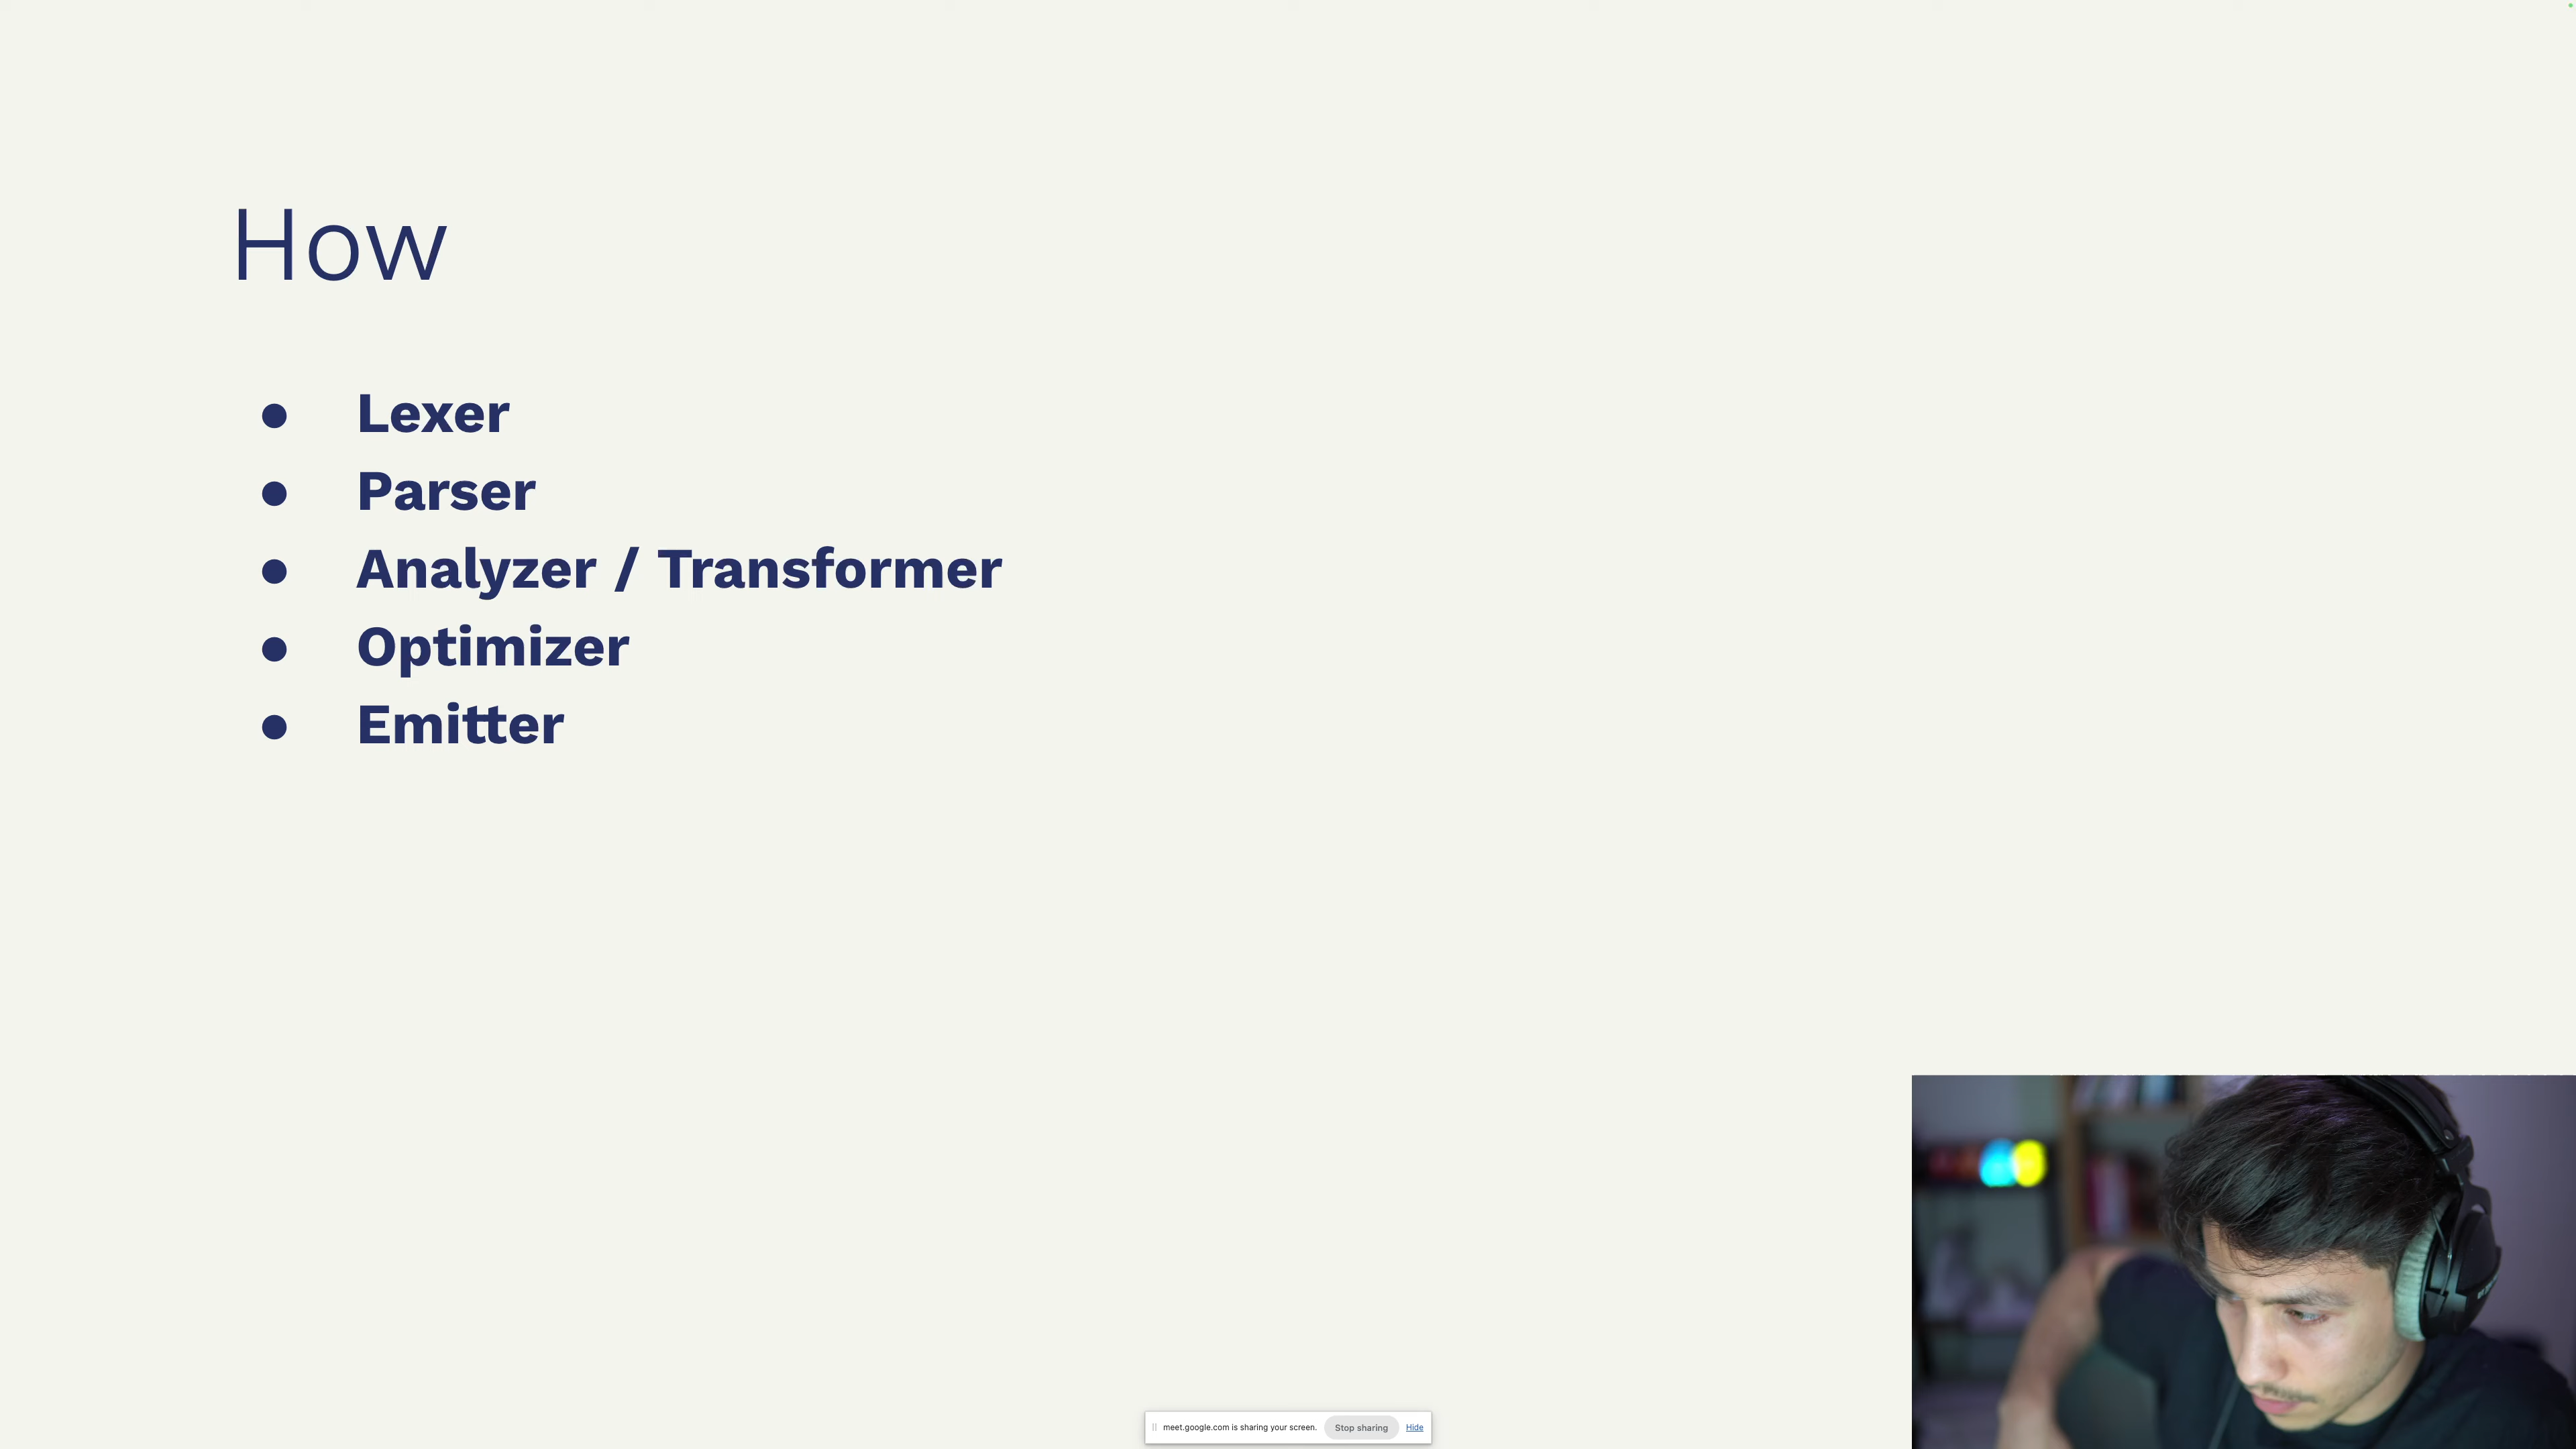 How
● Lexer
● Parser
● Analyzer / Transformer
● Optimizer
● Emitter
meet.google.com is sharing your screen. Stop sharing Hide